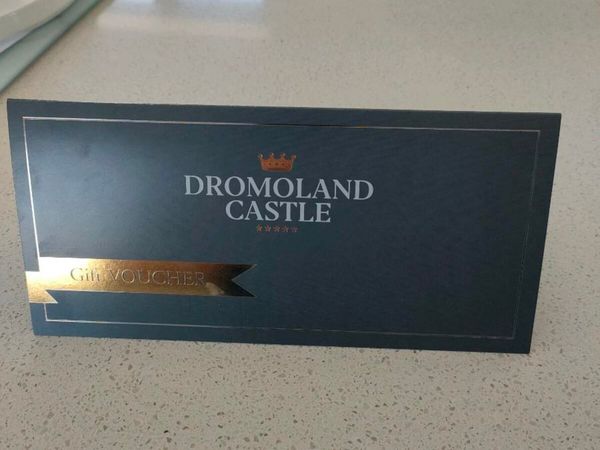 DROMOLAND
CASTLE
Gift VOUCHER